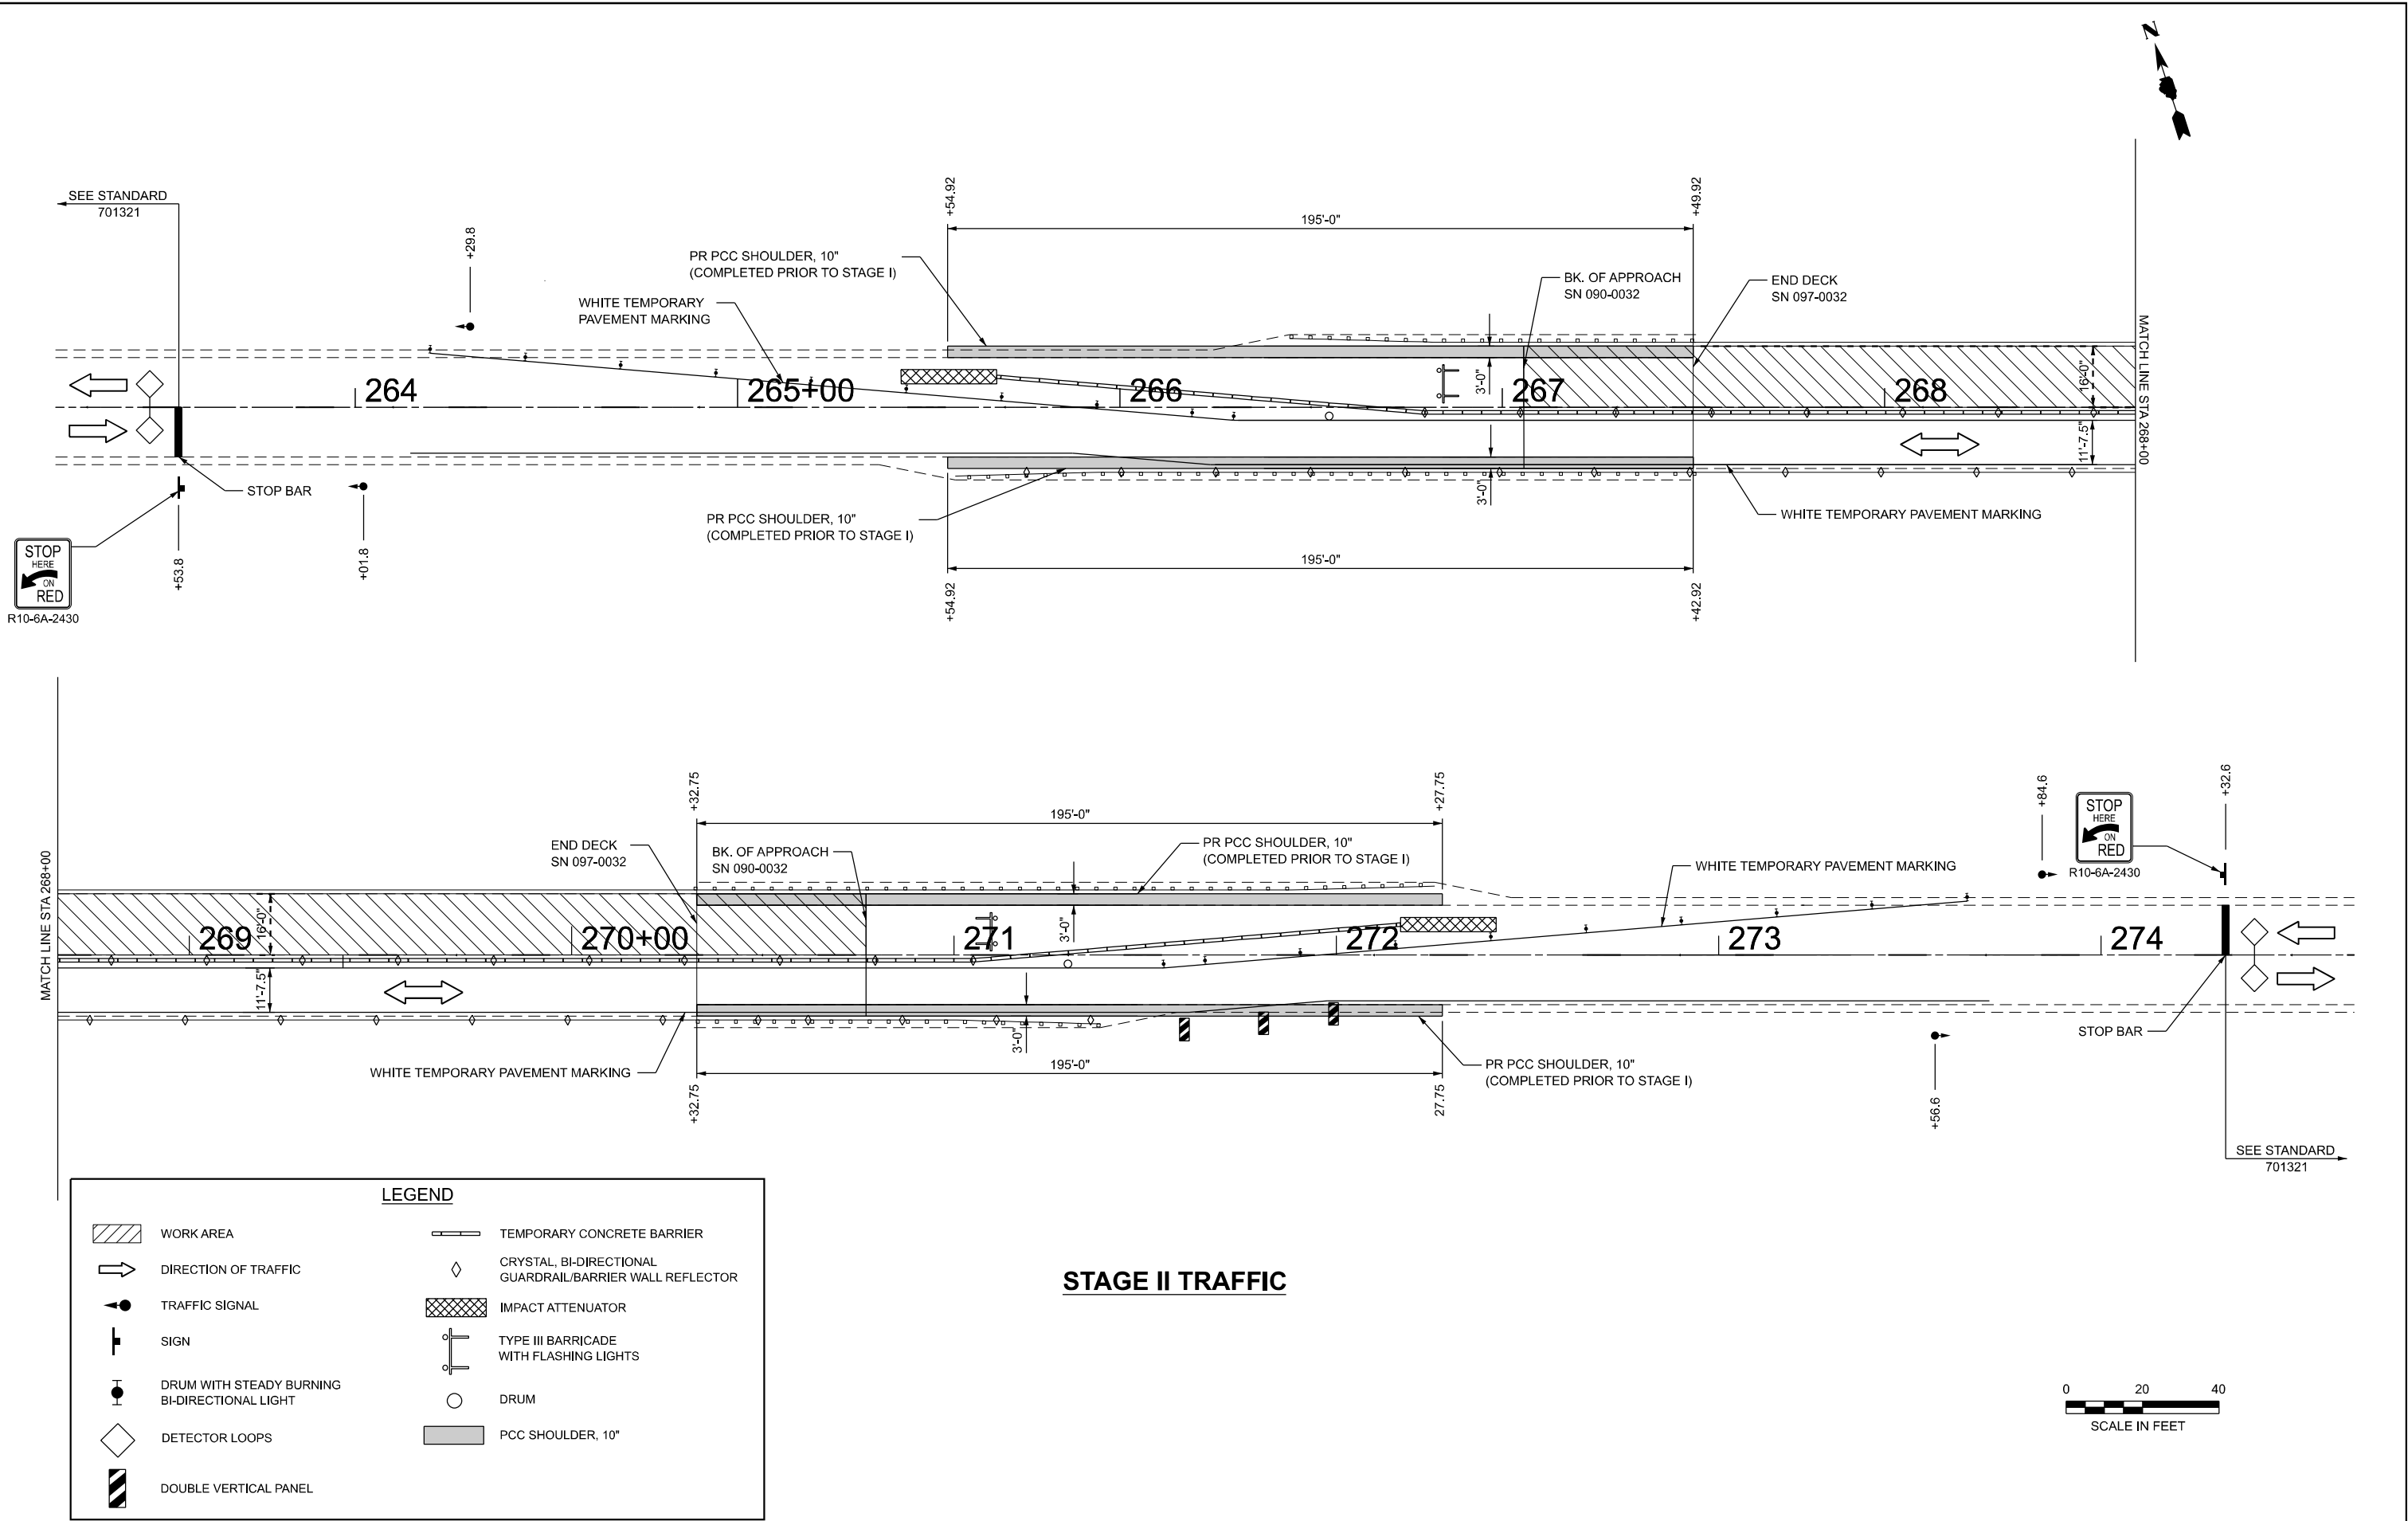 N
SEE STANDARD
701321
+29.8
+54.92
+49.92
195'-0"
PR PCC SHOULDER, 10"
(COMPLETED PRIOR TO STAGE I)
WHITE TEMPORARY
PAVEMENT MARKING
BK. OF APPROACH
SN 090-0032
END DECK
SN 097-0032
MATCH LINE STA 268+00
264
265+00
266
267
268
3'-0"
16'-0"
11'-7.5"
STOP BAR
3'-0"
PR PCC SHOULDER, 10"
(COMPLETED PRIOR TO STAGE I)
WHITE TEMPORARY PAVEMENT MARKING
STOP
HERE
ON
RED
R10-6A-2430
+53.8
+01.8
195'-0"
+54.92
+42.92
+32.75
+27.75
+84.6
+32.6
195'-0"
STOP
HERE
ON
RED
R10-6A-2430
END DECK
SN 097-0032
BK. OF APPROACH
SN 090-0032
PR PCC SHOULDER, 10"
(COMPLETED PRIOR TO STAGE I)
WHITE TEMPORARY PAVEMENT MARKING
MATCH LINE STA 268+00
269
16'-0"
270+00
271
3'-0"
272
273
274
11'-7.5"
3'-0"
STOP BAR
WHITE TEMPORARY PAVEMENT MARKING
195'-0"
PR PCC SHOULDER, 10"
(COMPLETED PRIOR TO STAGE I)
+32.75
27.75
+56.6
SEE STANDARD
701321
LEGEND
WORK AREA
DIRECTION OF TRAFFIC
TRAFFIC SIGNAL
SIGN
DRUM WITH STEADY BURNING
BI-DIRECTIONAL LIGHT
DETECTOR LOOPS
DOUBLE VERTICAL PANEL
TEMPORARY CONCRETE BARRIER
CRYSTAL, BI-DIRECTIONAL
GUARDRAIL/BARRIER WALL REFLECTOR
IMPACT ATTENUATOR
TYPE III BARRICADE
WITH FLASHING LIGHTS
DRUM
PCC SHOULDER, 10"
STAGE II TRAFFIC
0 20 40
SCALE IN FEET